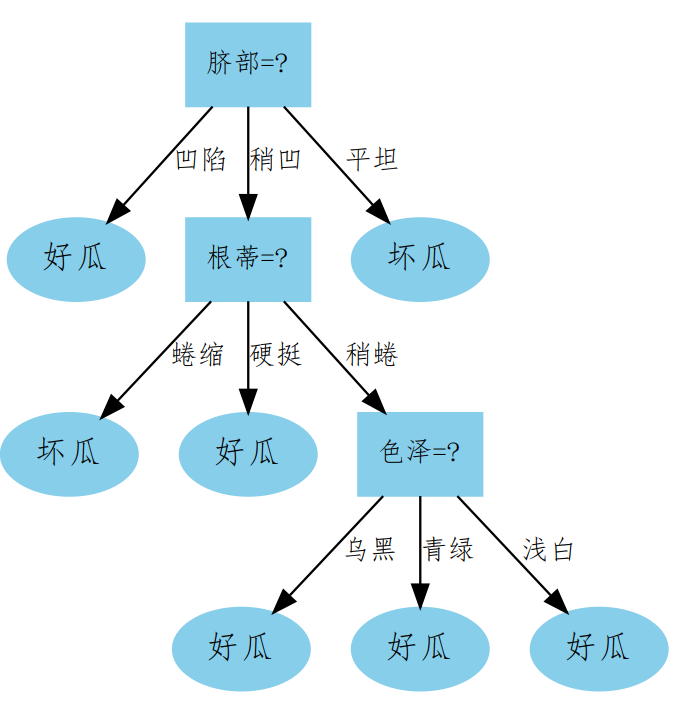 脐部=?
凹陷 稍凹 平坦
好瓜 根蒂=? 坏瓜
蜷缩 硬挺 稍蜷
坏瓜 好瓜 色泽=?
乌黑 青绿 浅白
好瓜 好瓜 好瓜